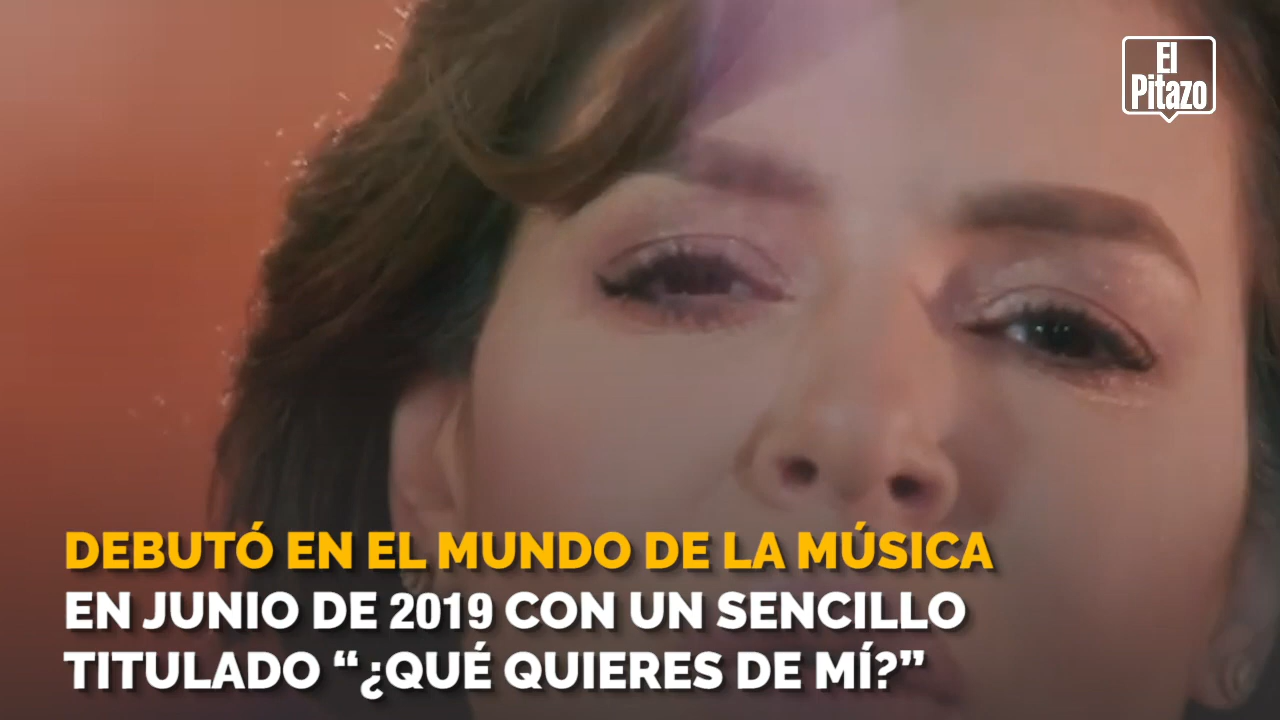 El
Pitazo
DEBUTÓ EN EL MUNDO DE LA MÚSICA
EN JUNIO DE 2019 CON UN SENCILLO
TITULADO “¿QUÉ QUIERES DE MÍ?”